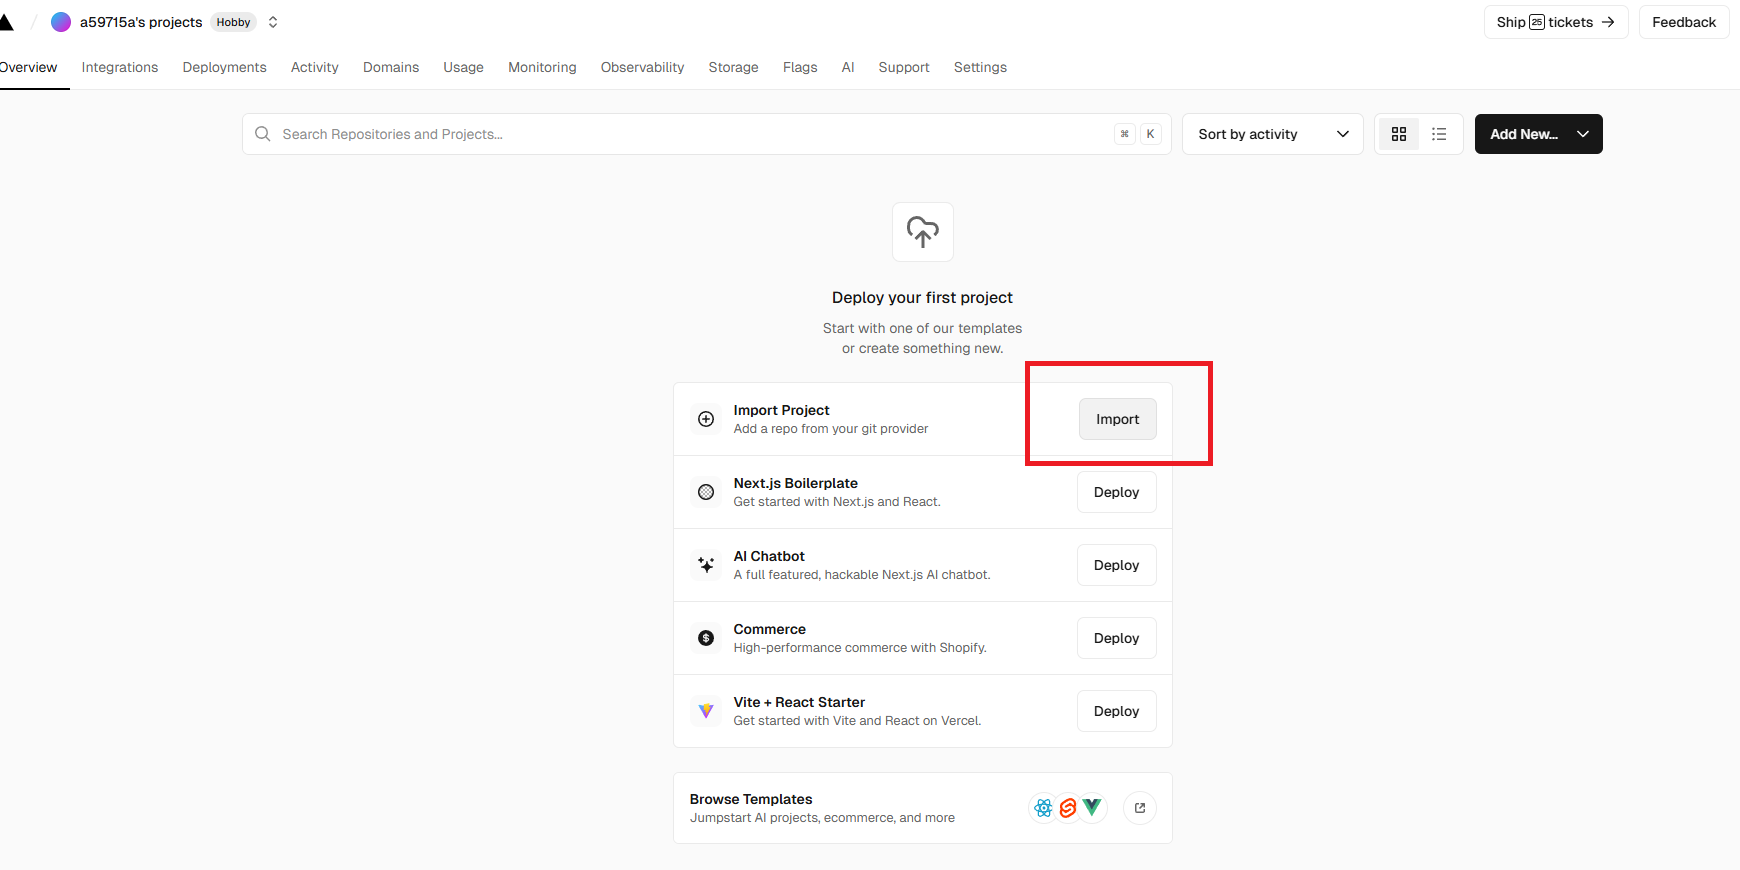 a59715a's projects Hobby
Ship 25 tickets →
Feedback
Overview Integrations Deployments Activity Domains Usage Monitoring Observability Storage Flags AI Support Settings
Search Repositories and Projects... ⌘ K
Sort by activity
Add New...
Deploy your first project
Start with one of our templates
or create something new.
Import Project
Add a repo from your git provider
Import
Next.js Boilerplate
Get started with Next.js and React.
Deploy
AI Chatbot
A full featured, hackable Next.js AI chatbot.
Deploy
Commerce
High-performance commerce with Shopify.
Deploy
Vite + React Starter
Get started with Vite and React on Vercel.
Deploy
Browse Templates
Jumpstart AI projects, ecommerce, and more